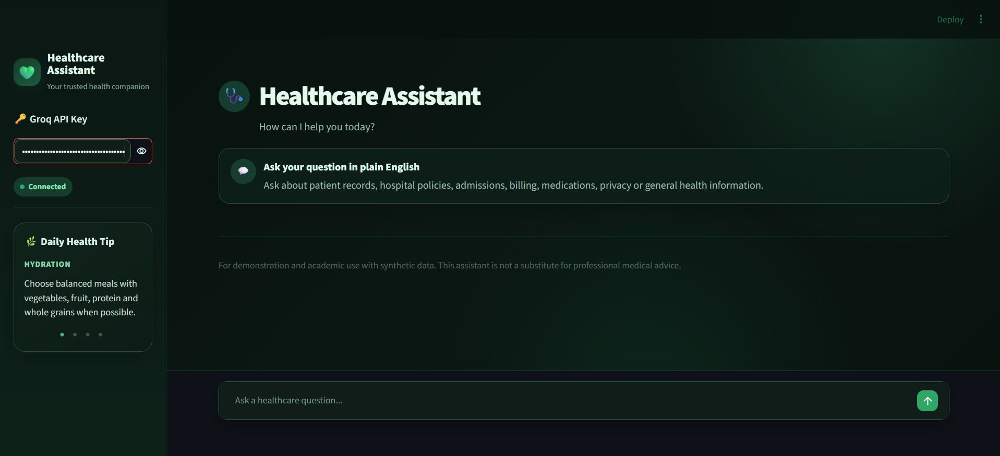 Deploy
Healthcare
Assistant
Your trusted health companion
Groq API Key
Connected
Daily Health Tip
HYDRATION
Choose balanced meals with
vegetables, fruit, protein and
whole grains when possible.
Healthcare Assistant
How can I help you today?
Ask your question in plain English
Ask about patient records, hospital policies, admissions, billing, medications, privacy or general health information.
For demonstration and academic use with synthetic data. This assistant is not a substitute for professional medical advice.
Ask a healthcare question...